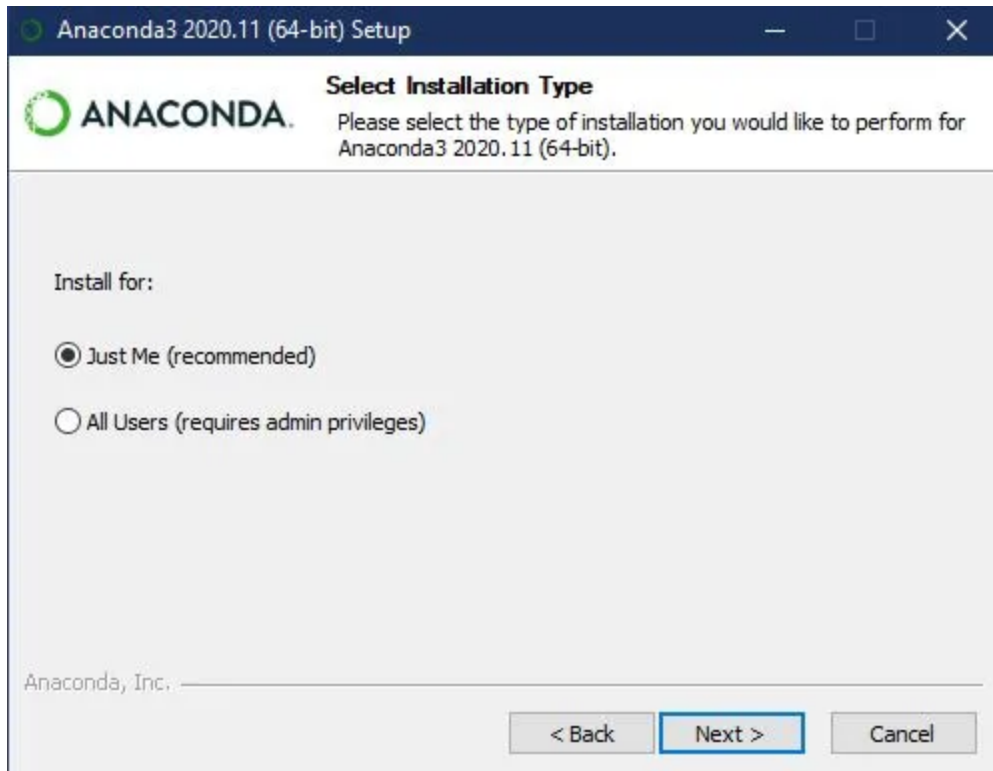 Anaconda3 2020.11 (64-bit) Setup
ANACONDA.
Select Installation Type
Please select the type of installation you would like to perform for
Anaconda3 2020.11 (64-bit).
Install for:
Just Me (recommended)
All Users (requires admin privileges)
Anaconda, Inc.
< Back Next > Cancel